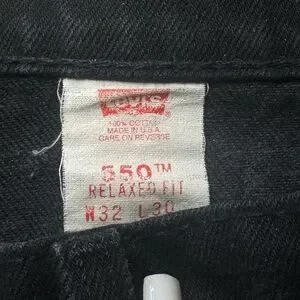 Levi's
100% COTTON
MADE IN U.S.A.
CARE ON REVERSE
550™
RELAXED FIT
W32 L30